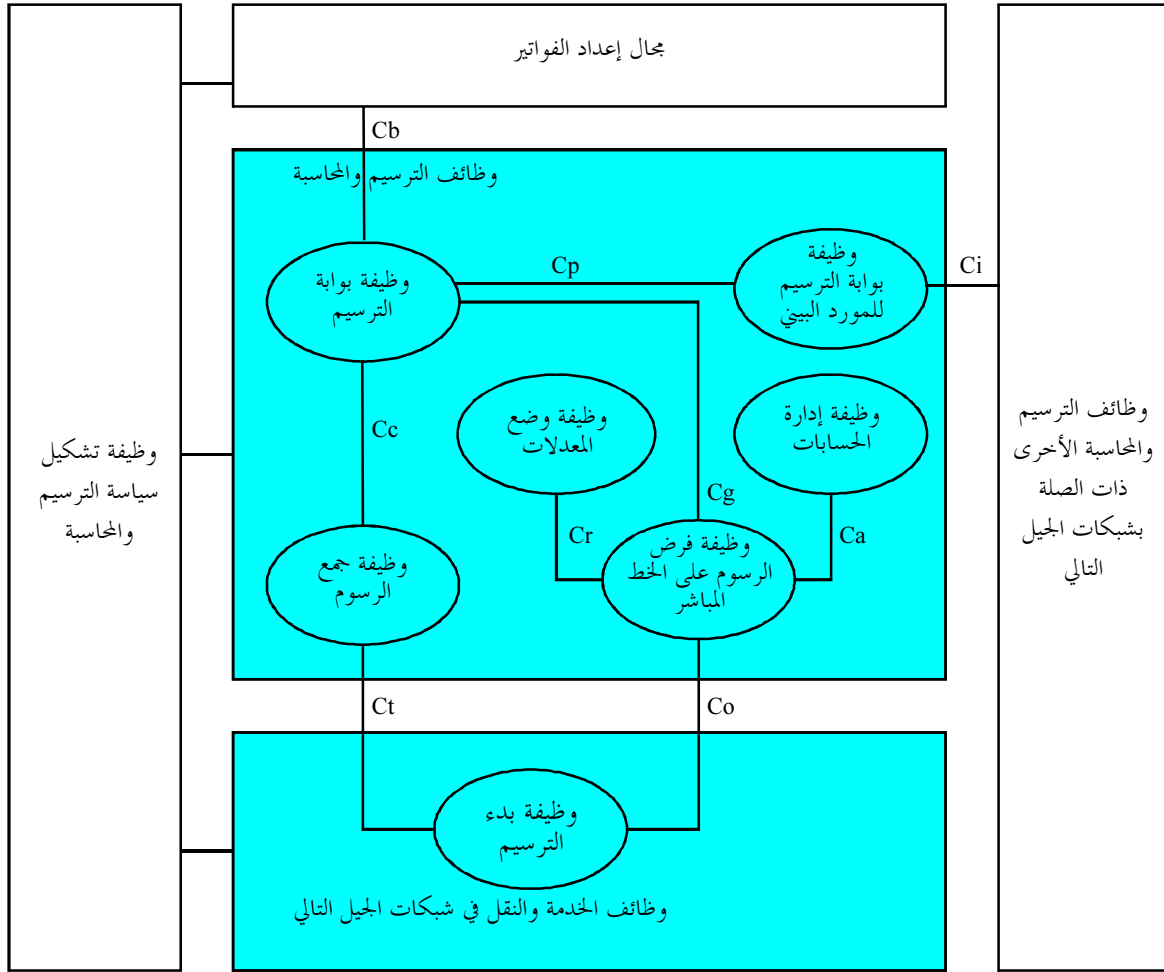 مجال إعداد الفواتير
Cb
وظائف الترسيم والمحاسبة
وظيفة
بوابة الترسيم
للمورد البيني
Cp
Ci
وظيفة بوابة
الترسيم
وظيفة إدارة
الحسابات
وظيفة وضع
المعدلات
Cc
Cg
وظائف الترسيم
والمحاسبة الأخرى
ذات الصلة
بشبكات الجيل
التالي
وظيفة تشكيل
سياسة الترسيم
والمحاسبة
Cr
Ca
وظيفة فرض
الرسوم على الخط
المباشر
وظيفة جمع
الرسوم
Ct
Co
وظيفة بدء
الترسيم
وظائف الخدمة والنقل في شبكات الجيل التالي